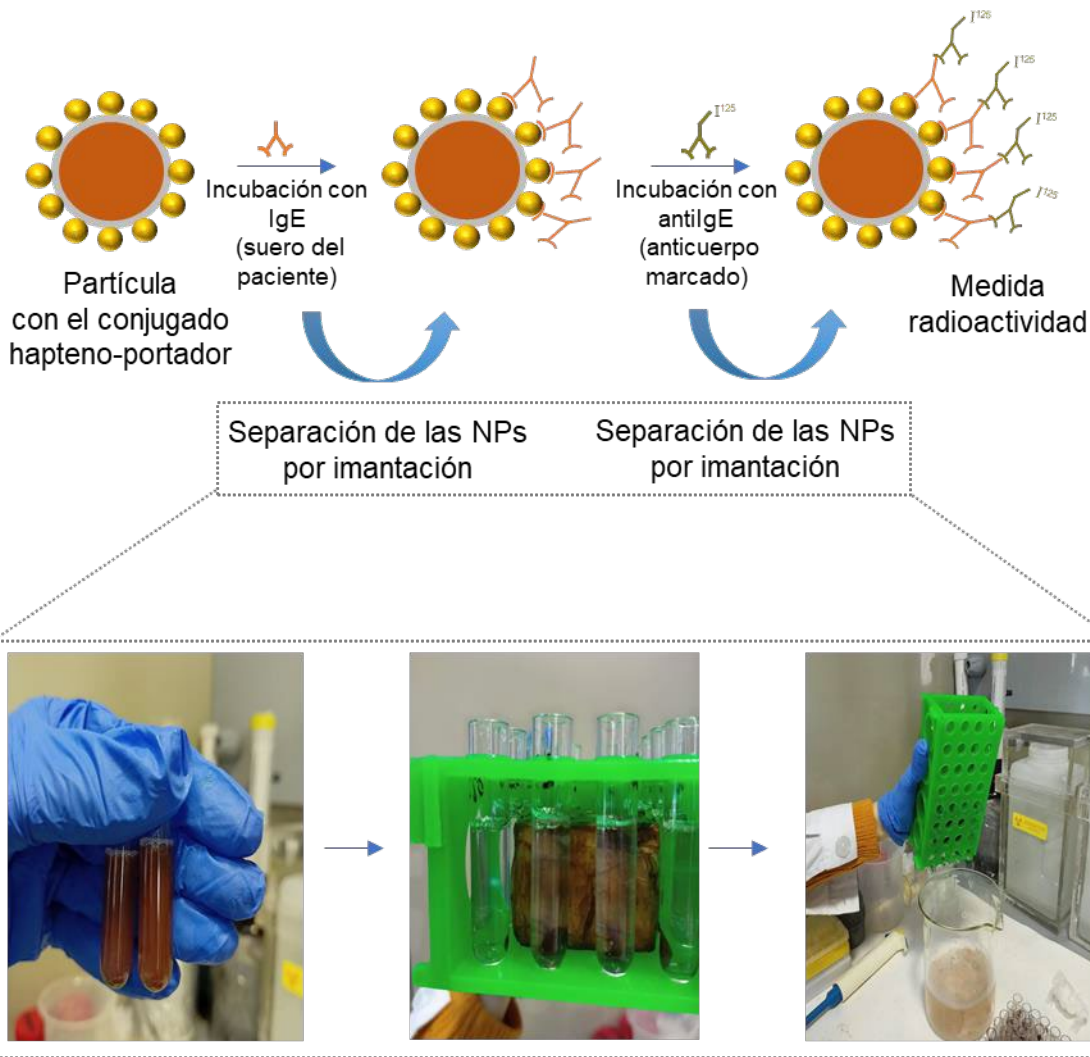 I125
I125
I125
I125
I125
Incubación con
IgE
(suero del
paciente)
Incubación con
antiIgE
(anticuerpo
marcado)
Partícula
con el conjugado
hapteno-portador
Medida
radioactividad
Separación de las NPs
por imantación
Separación de las NPs
por imantación